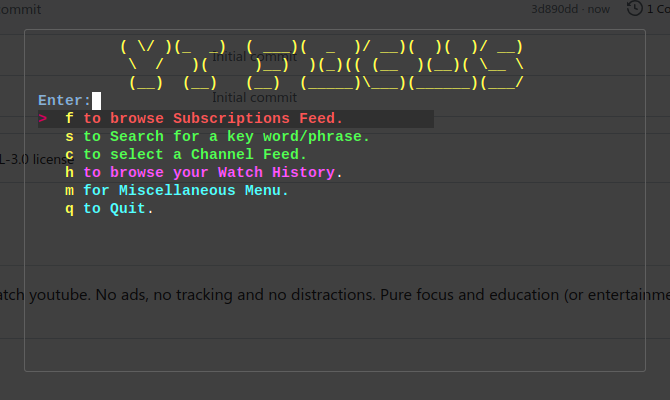 commit
3d890dd · now
1 Co
( \/ )(_  _)  ( ___)(  _  )/ __)(  )(  )/ __)
 \  /   )(     )__)  )(_)(( (__  )(__)( \__ \
 (__)  (__)   (__)  (_____)\___)(______)(___/
Initial commit
Enter:
Initial commit
> f to browse Subscriptions Feed.
s to Search for a key word/phrase.
L-3.0 license
c to select a Channel Feed.
h to browse your Watch History.
m for Miscellaneous Menu.
q to Quit.
atch youtube. No ads, no tracking and no distractions. Pure focus and education (or entertainme